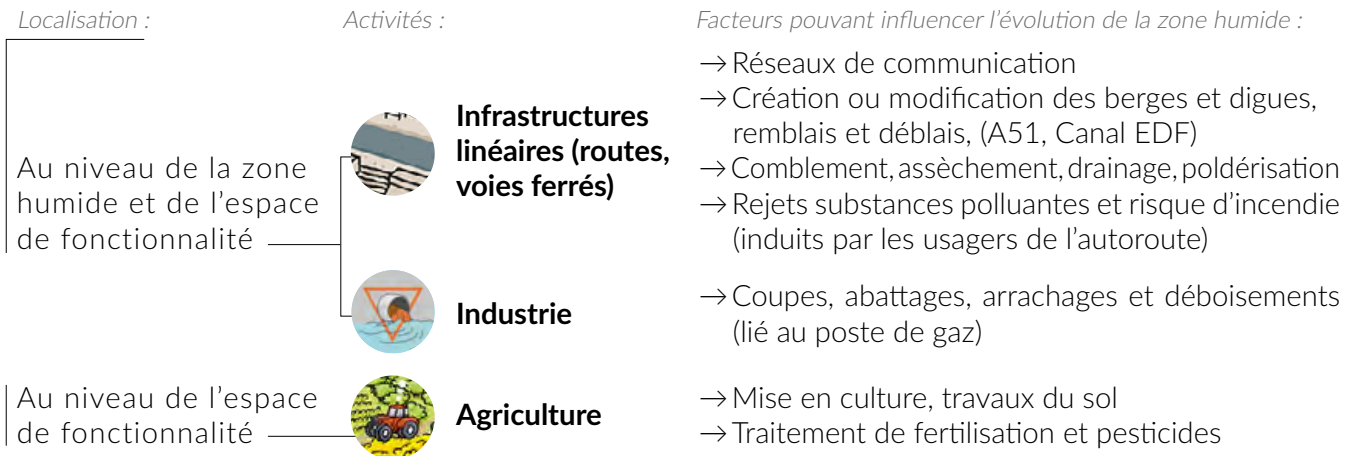 Localisation :
Activités :
Facteurs pouvant influencer l'évolution de la zone humide :
Au niveau de la zone
humide et de l'espace
de fonctionnalité
Infrastructures
linéaires (routes,
voies ferrés)
→ Réseaux de communication
→ Création ou modification des berges et digues,
remblais et déblais, (A51, Canal EDF)
→ Comblement, assèchement, drainage, poldérisation
→ Rejets substances polluantes et risque d'incendie
(induits par les usagers de l'autoroute)
Industrie
→ Coupes, abattages, arrachages et déboisements
(lié au poste de gaz)
Au niveau de l'espace
de fonctionnalité
Agriculture
→ Mise en culture, travaux du sol
→ Traitement de fertilisation et pesticides